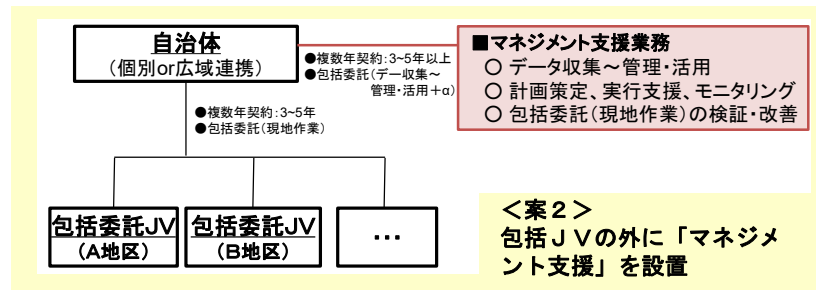 自治体
(個別or広域連携)
●複数年契約:3~5年以上
●包括委託(データ収集~
管理・活用+α)
■マネジメント支援業務
○ データ収集~管理・活用
○ 計画策定、実行支援、モニタリング
○ 包括委託(現地作業)の検証・改善
●複数年契約:3~5年
●包括委託(現地作業)
包括委託JV
(A地区)
包括委託JV
(B地区)
…
<案2>
包括JVの外に「マネジメ
ント支援」を設置